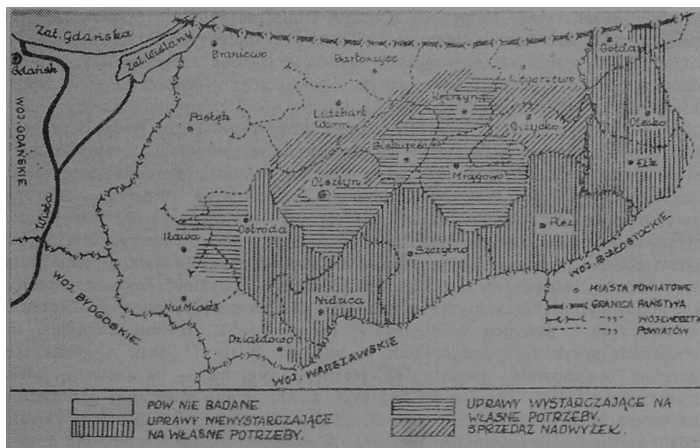 Zat. Gdańska
Zal. Wiślany
Gdańsk
WOJ. GDAŃSKIE
Wisła
Braniewo
Bartoszyce
Węgorzewo
Gołdap
Pasłęk
Lidzbark
Warm.
Kętrzyn
Giżycko
Olecko
Biskupiec
Ełk
Olsztyn
Mrągowo
Ostróda
Pisz
Iława
Szczytno
WOJ. BIAŁOSTOCKIE
WOJ. BYDGOSKIE
Nidzica
Działdowo
WOJ. WARSZAWSKIE
MIASTA POWIATOWE
GRANICA PAŃSTWA
-"- WOJEWÓDZTW
-"- POWIATÓW
POW. NIE BADANE
UPRAWY NIEWYSTARCZAJĄCE
NA WŁASNE POTRZEBY.
UPRAWY WYSTARCZAJĄCE NA
WŁASNE POTRZEBY.
SPRZEDAŻ NADWYŻEK.